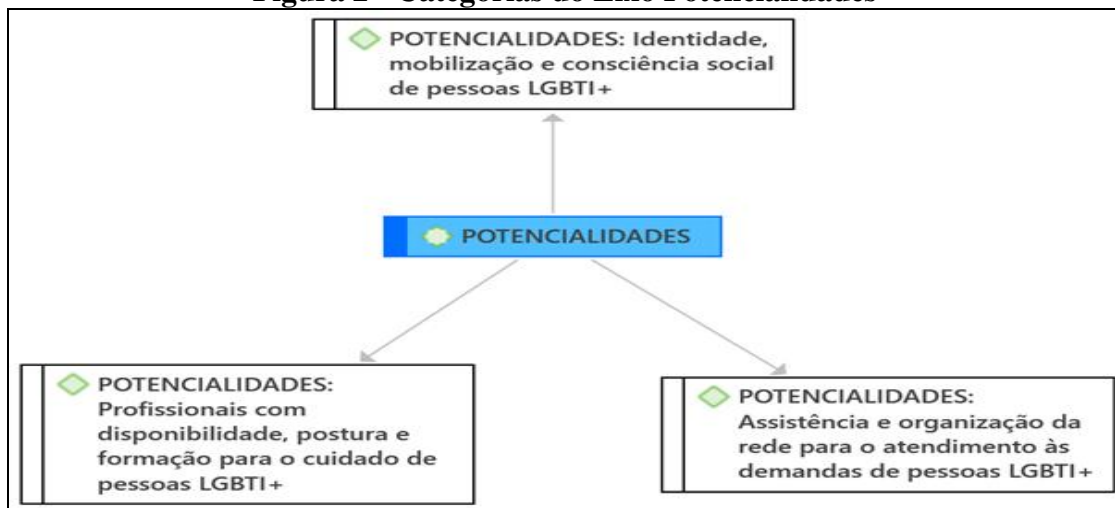 POTENCIALIDADES: Identidade,
mobilização e consciência social
de pessoas LGBTI+
POTENCIALIDADES
POTENCIALIDADES:
Profissionais com
disponibilidade, postura e
formação para o cuidado de
pessoas LGBTI+
POTENCIALIDADES:
Assistência e organização da
rede para o atendimento às
demandas de pessoas LGBTI+